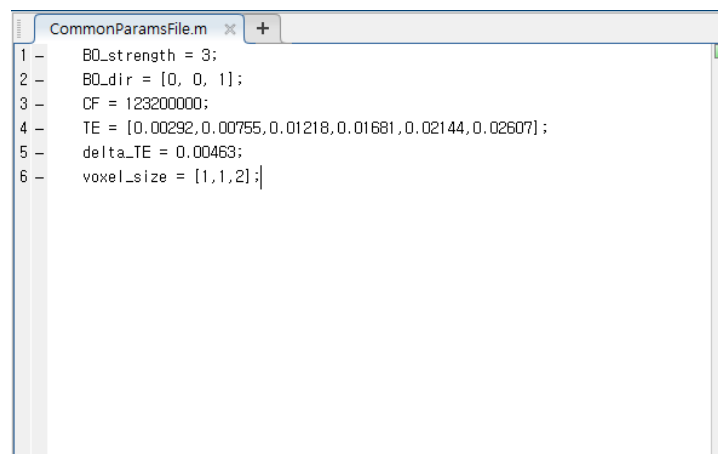 CommonParamsFile.m × +
1 – B0_strength = 3;
2 – B0_dir = [0, 0, 1];
3 – CF = 123200000;
4 – TE = [0.00292,0.00755,0.01218,0.01681,0.02144,0.02607];
5 – delta_TE = 0.00463;
6 – voxel_size = [1,1,2];